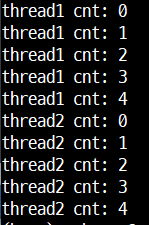 thread1 cnt: 0
thread1 cnt: 1
thread1 cnt: 2
thread1 cnt: 3
thread1 cnt: 4
thread2 cnt: 0
thread2 cnt: 1
thread2 cnt: 2
thread2 cnt: 3
thread2 cnt: 4